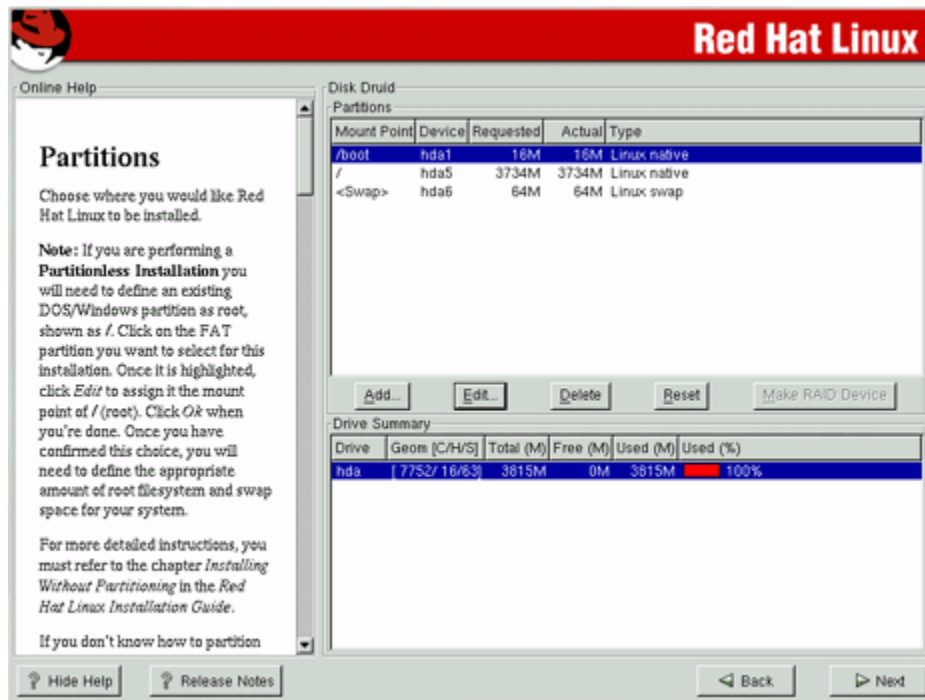 Red Hat Linux
Online Help
Partitions
Choose where you would like Red
Hat Linux to be installed.
Note: If you are performing a
Partitionless Installation you
will need to define an existing
DOS/Windows partition as root,
shown as /. Click on the FAT
partition you want to select for this
installation. Once it is highlighted,
click Edit to assign it the mount
point of / (root). Click Ok when
you're done. Once you have
confirmed this choice, you will
need to define the appropriate
amount of root filesystem and swap
space for your system.
For more detailed instructions, you
must refer to the chapter Installing
Without Partitioning in the Red
Hat Linux Installation Guide.
If you don't know how to partition
Disk Druid
Partitions
Mount Point Device Requested Actual Type
/boot hda1 16M 16M Linux native
/ hda5 3734M 3734M Linux native
<Swap> hda6 64M 64M Linux swap
Add... Edit... Delete Reset Make RAID Device
Drive Summary
Drive Geom [C/H/S] Total (M) Free (M) Used (M) Used (%)
hda [ 7752/ 16/63] 3815M 0M 3815M 100%
? Hide Help ? Release Notes Back Next